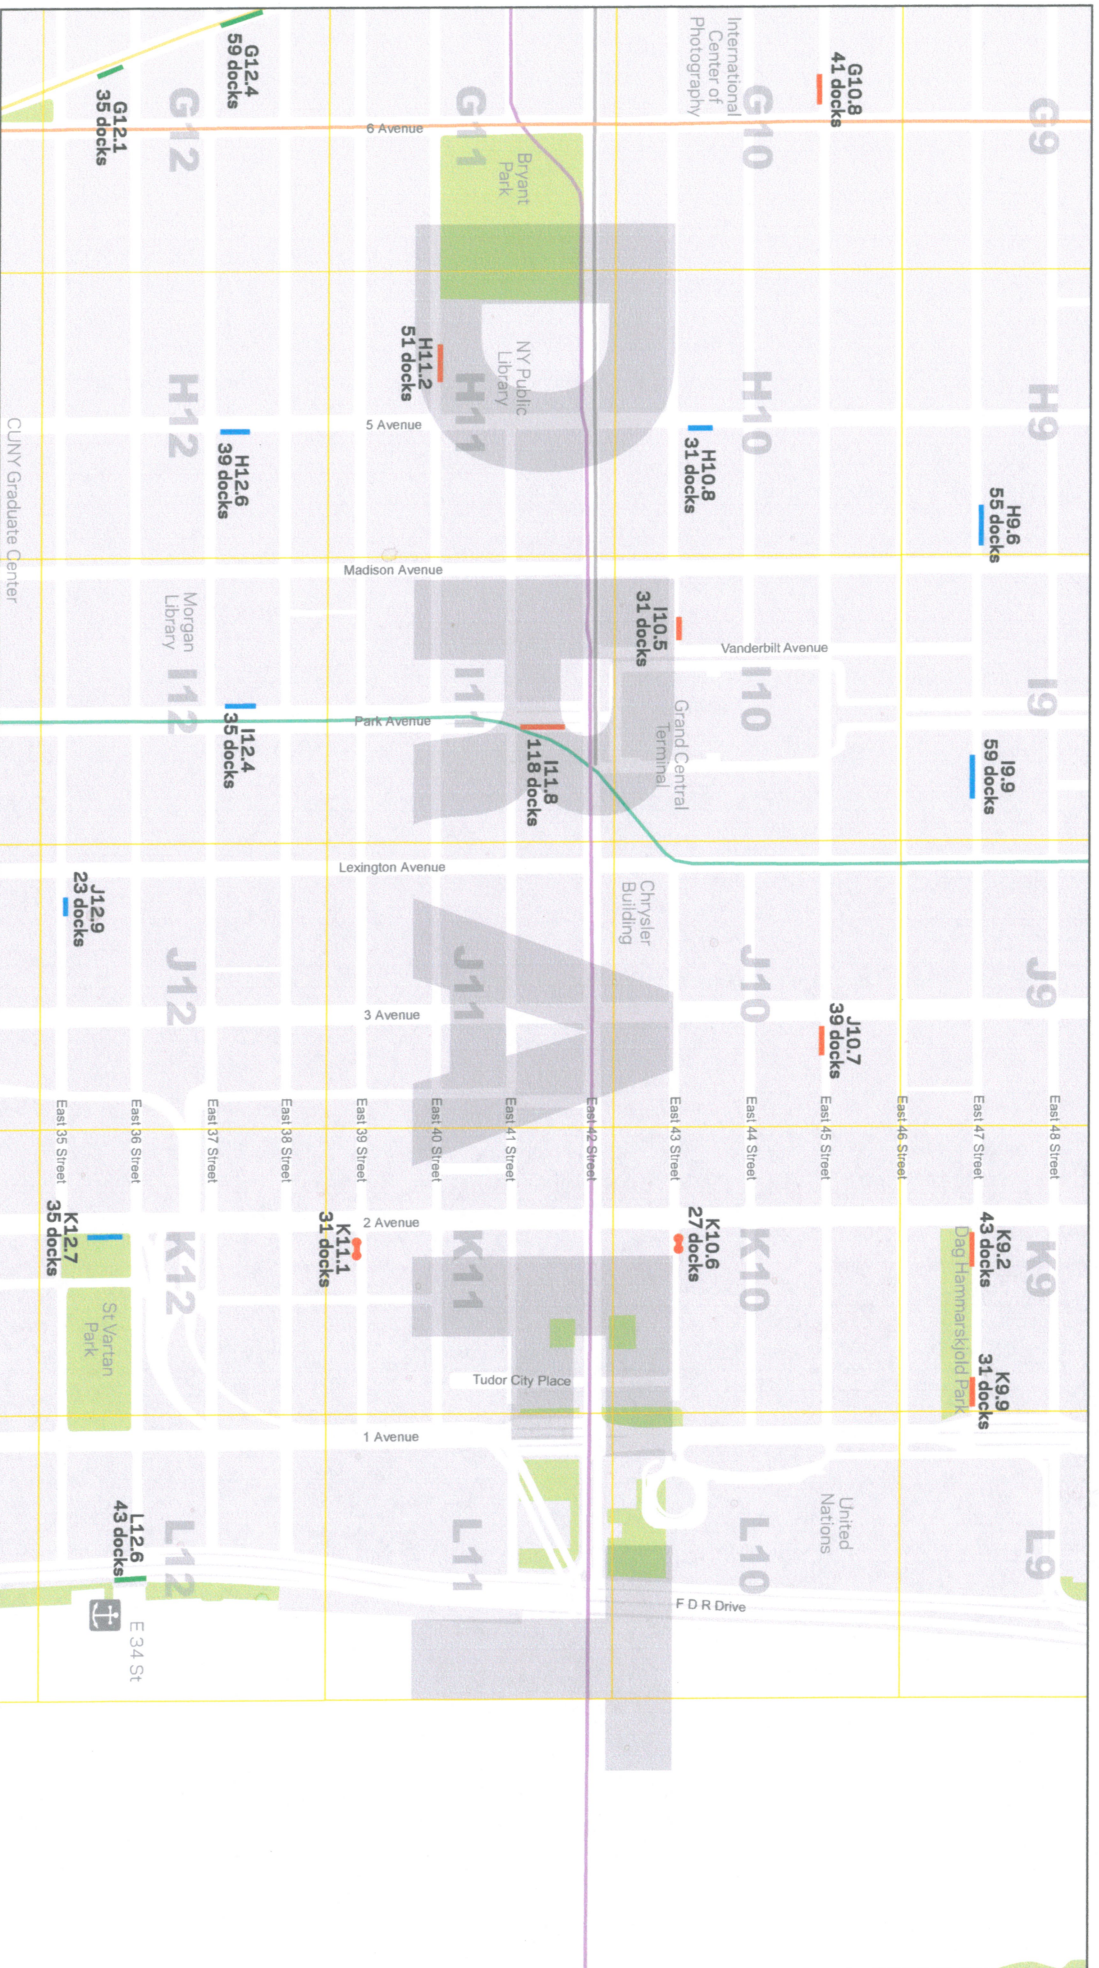 G12.4
59 docks
G12.1
35 docks
G12
G11
G10
G9
International
Center of
Photography
G10.8
41 docks
6 Avenue
Bryant
Park
D
NY Public
Library
H11.2
51 docks
H12
H11
H10
H9
5 Avenue
H12.6
39 docks
H10.8
31 docks
H9.6
55 docks
CUNY Graduate Center
Madison Avenue
R
Morgan
Library
I10.5
31 docks
Vanderbilt Avenue
I12
I11
I10
I9
Park Avenue
Grand Central
Terminal
I12.4
35 docks
I11.8
118 docks
I9.9
59 docks
Lexington Avenue
J12.9
23 docks
Chrysler
Building
A
J12
J11
J10
J9
3 Avenue
J10.7
39 docks
East 35 Street
East 36 Street
East 37 Street
East 38 Street
East 39 Street
East 40 Street
East 41 Street
East 42 Street
East 43 Street
East 44 Street
East 45 Street
East 46 Street
East 47 Street
East 48 Street
2 Avenue
K12.7
35 docks
K11.1
31 docks
K10.6
27 docks
K9.2
43 docks
K12
K11
K10
K9
F
Dag Hammarskjold Park
K9.9
31 docks
St Vartan
Park
Tudor City Place
1 Avenue
United
Nations
L12.6
43 docks
L12
L11
L10
L9
F D R Drive
E 34 St
T